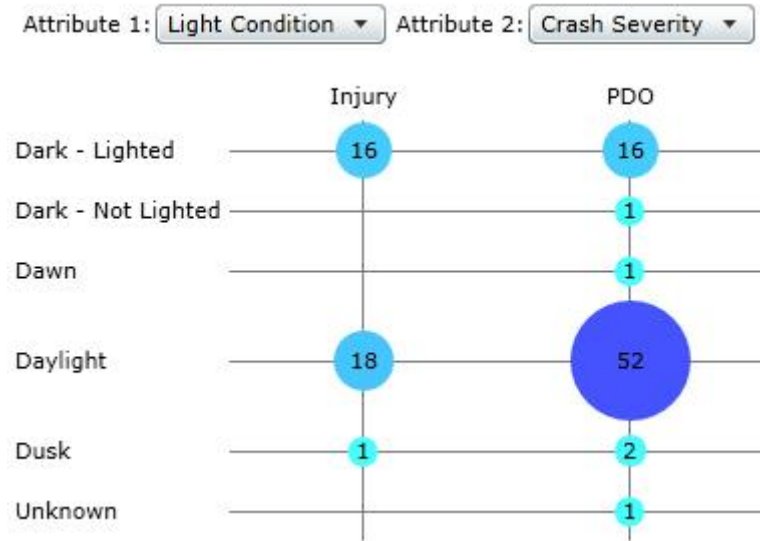 Attribute 1: Light Condition Attribute 2: Crash Severity
Injury PDO
Dark - Lighted 16 16
Dark - Not Lighted 1
Dawn 1
Daylight 18 52
Dusk 1 2
Unknown 1